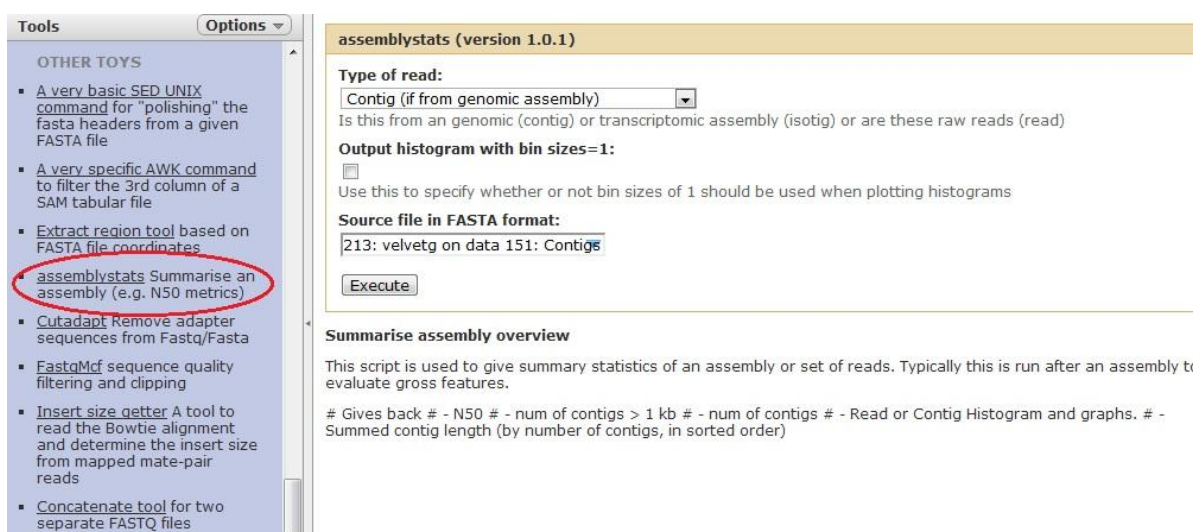 Tools
Options
OTHER TOYS
A very basic SED UNIX
command for "polishing" the
fasta headers from a given
FASTA file
A very specific AWK command
to filter the 3rd column of a
SAM tabular file
Extract region tool based on
FASTA file coordinates
assemblystats Summarise an
assembly (e.g. N50 metrics)
Cutadapt Remove adapter
sequences from Fastq/Fasta
FastqMcf sequence quality
filtering and clipping
Insert size getter A tool to
read the Bowtie alignment
and determine the insert size
from mapped mate-pair
reads
Concatenate tool for two
separate FASTQ files
assemblystats (version 1.0.1)
Type of read:
Contig (if from genomic assembly)
Is this from an genomic (contig) or transcriptomic assembly (isotig) or are these raw reads (read)
Output histogram with bin sizes=1:
Use this to specify whether or not bin sizes of 1 should be used when plotting histograms
Source file in FASTA format:
213: velvetg on data 151: Contigs
Execute
Summarise assembly overview
This script is used to give summary statistics of an assembly or set of reads. Typically this is run after an assembly to
evaluate gross features.
# Gives back # - N50 # - num of contigs > 1 kb # - num of contigs # - Read or Contig Histogram and graphs. # -
Summed contig length (by number of contigs, in sorted order)